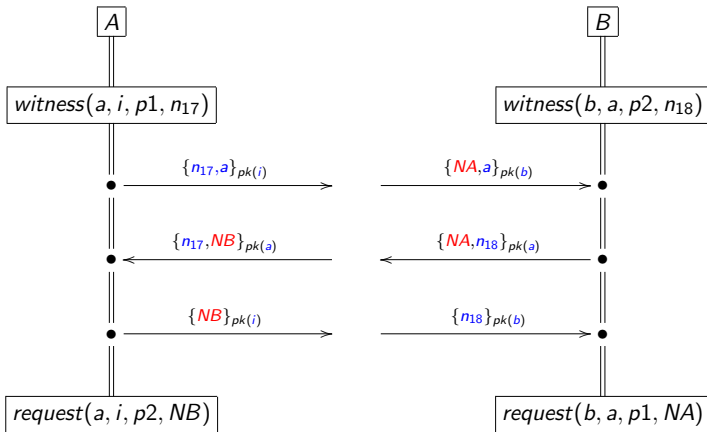 A B
witness(a, i, p1, n₁₇) witness(b, a, p2, n₁₈)
{n₁₇,a}pk(i) {NA,a}pk(b)
{n₁₇,NB}pk(a) {NA,n₁₈}pk(a)
{NB}pk(i) {n₁₈}pk(b)
request(a, i, p2, NB) request(b, a, p1, NA)